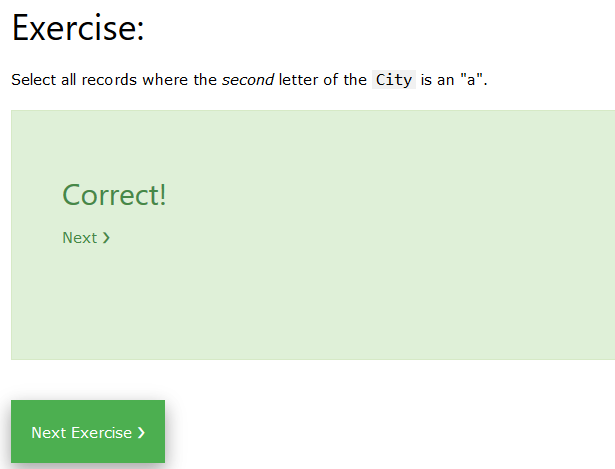 Exercise:
Select all records where the second letter of the City is an "a".
Correct!
Next ❯
Next Exercise ❯